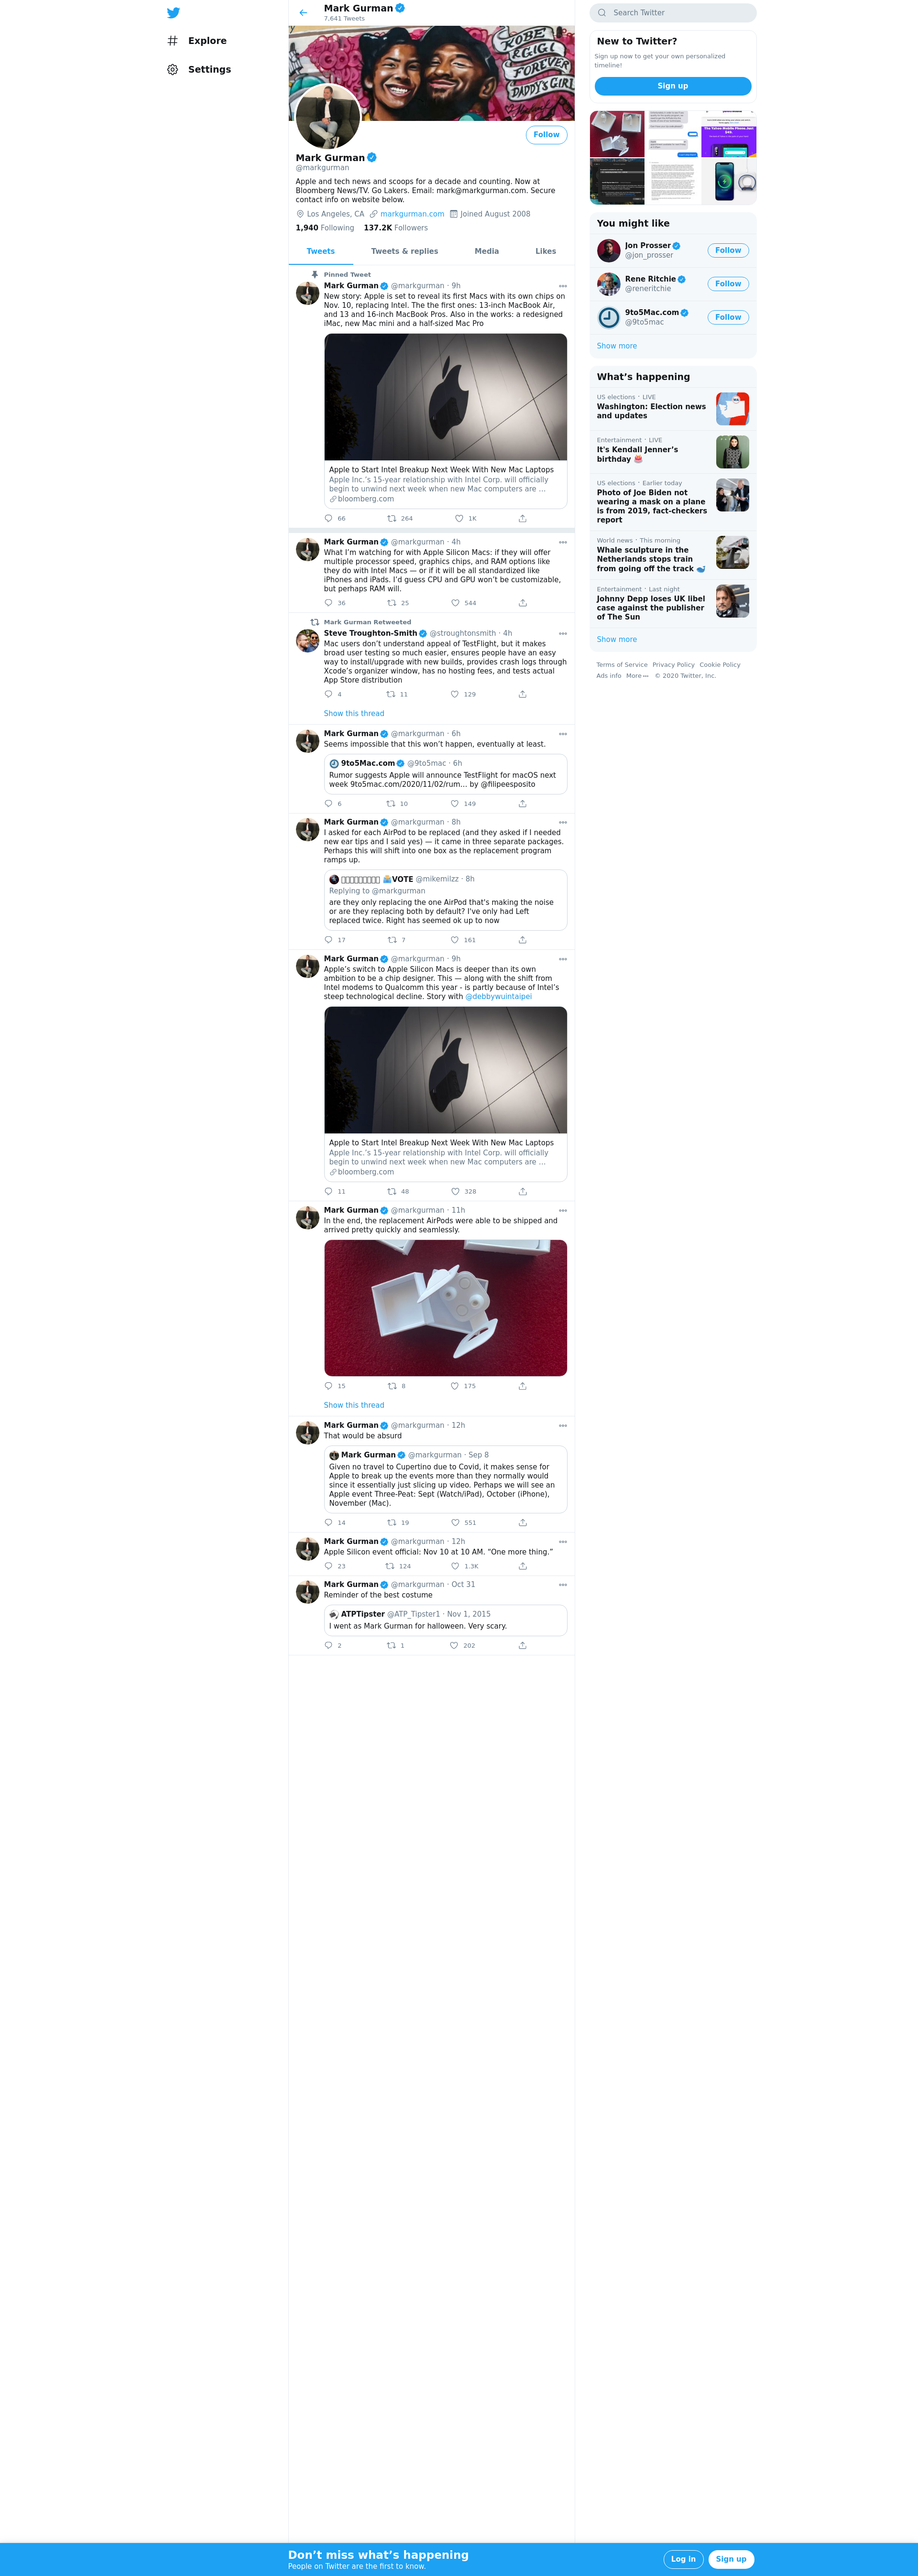 Explore
Settings
Mark Gurman
7,641 Tweets
KOBE
& GIGI
FOREVER
DADDY'S GIRL
Follow
Mark Gurman
@markgurman
Apple and tech news and scoops for a decade and counting. Now at
Bloomberg News/TV. Go Lakers. Email: mark@markgurman.com. Secure
contact info on website below.
Los Angeles, CA markgurman.com Joined August 2008
1,940 Following 137.2K Followers
Tweets Tweets & replies Media Likes
Pinned Tweet
Mark Gurman @markgurman · 9h
New story: Apple is set to reveal its first Macs with its own chips on
Nov. 10, replacing Intel. The the first ones: 13-inch MacBook Air,
and 13 and 16-inch MacBook Pros. Also in the works: a redesigned
iMac, new Mac mini and a half-sized Mac Pro
Apple to Start Intel Breakup Next Week With New Mac Laptops
Apple Inc.’s 15-year relationship with Intel Corp. will officially
begin to unwind next week when new Mac computers are ...
bloomberg.com
66 264 1K
Mark Gurman @markgurman · 4h
What I’m watching for with Apple Silicon Macs: if they will offer
multiple processor speed, graphics chips, and RAM options like
they do with Intel Macs — or if it will be all standardized like
iPhones and iPads. I’d guess CPU and GPU won’t be customizable,
but perhaps RAM will.
36 25 544
Mark Gurman Retweeted
Steve Troughton-Smith @stroughtonsmith · 4h
Mac users don’t understand appeal of TestFlight, but it makes
broad user testing so much easier, ensures people have an easy
way to install/upgrade with new builds, provides crash logs through
Xcode’s organizer window, has no hosting fees, and tests actual
App Store distribution
4 11 129
Show this thread
Mark Gurman @markgurman · 6h
Seems impossible that this won’t happen, eventually at least.
9to5Mac.com @9to5mac · 6h
Rumor suggests Apple will announce TestFlight for macOS next
week 9to5mac.com/2020/11/02/rum... by @filipeesposito
6 10 149
Mark Gurman @markgurman · 8h
I asked for each AirPod to be replaced (and they asked if I needed
new ear tips and I said yes) — it came in three separate packages.
Perhaps this will shift into one box as the replacement program
ramps up.
VOTE @mikemilzz · 8h
Replying to @markgurman
are they only replacing the one AirPod that's making the noise
or are they replacing both by default? I've only had Left
replaced twice. Right has seemed ok up to now
17 7 161
Mark Gurman @markgurman · 9h
Apple’s switch to Apple Silicon Macs is deeper than its own
ambition to be a chip designer. This — along with the shift from
Intel modems to Qualcomm this year - is partly because of Intel’s
steep technological decline. Story with @debbywuintaipei
Apple to Start Intel Breakup Next Week With New Mac Laptops
Apple Inc.’s 15-year relationship with Intel Corp. will officially
begin to unwind next week when new Mac computers are ...
bloomberg.com
11 48 328
Mark Gurman @markgurman · 11h
In the end, the replacement AirPods were able to be shipped and
arrived pretty quickly and seamlessly.
15 8 175
Show this thread
Mark Gurman @markgurman · 12h
That would be absurd
Mark Gurman @markgurman · Sep 8
Given no travel to Cupertino due to Covid, it makes sense for
Apple to break up the events more than they normally would
since it essentially just slicing up video. Perhaps we will see an
Apple event Three-Peat: Sept (Watch/iPad), October (iPhone),
November (Mac).
14 19 551
Mark Gurman @markgurman · 12h
Apple Silicon event official: Nov 10 at 10 AM. “One more thing.”
23 124 1.3K
Mark Gurman @markgurman · Oct 31
Reminder of the best costume
ATPTipster @ATP_Tipster1 · Nov 1, 2015
I went as Mark Gurman for halloween. Very scary.
2 1 202
Search Twitter
New to Twitter?
Sign up now to get your own personalized
timeline!
Sign up
You might like
Jon Prosser
@jon_prosser
Follow
Rene Ritchie
@reneritchie
Follow
9to5Mac.com
@9to5mac
Follow
Show more
What’s happening
US elections · LIVE
Washington: Election news
and updates
Entertainment · LIVE
It's Kendall Jenner’s
birthday
US elections · Earlier today
Photo of Joe Biden not
wearing a mask on a plane
is from 2019, fact-checkers
report
World news · This morning
Whale sculpture in the
Netherlands stops train
from going off the track
Entertainment · Last night
Johnny Depp loses UK libel
case against the publisher
of The Sun
Show more
Terms of Service Privacy Policy Cookie Policy
Ads info More © 2020 Twitter, Inc.
Don’t miss what’s happening
People on Twitter are the first to know.
Log in Sign up